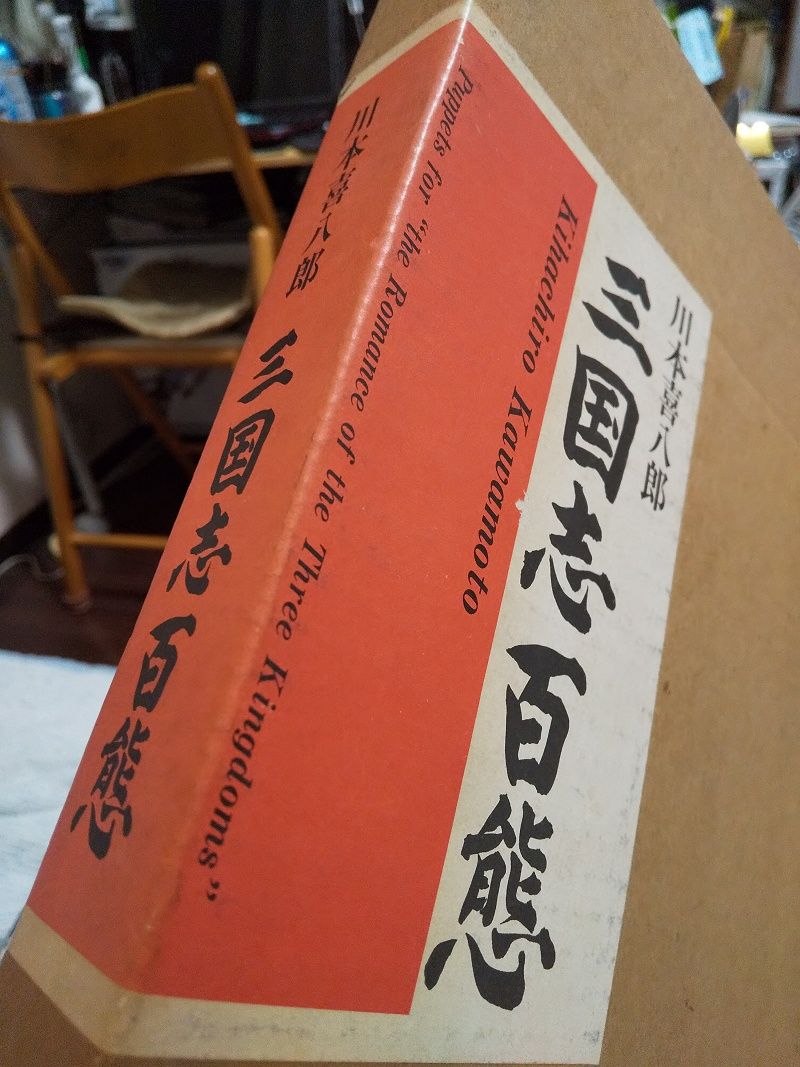 川本喜八郎
三国志百態
Puppets for "the Romance of the Three Kingdoms"
Kihachiro Kawamoto
川本喜八郎
三国志百態